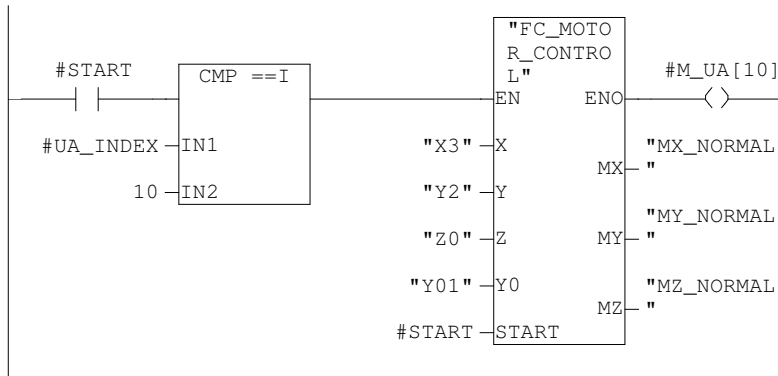 "FC_MOTO
R_CONTRO
L"
#START
CMP ==I
#M_UA[10]
EN
ENO
#UA_INDEX
IN1
"X3"
X
"MX_NORMAL
MX
"
10
IN2
"Y2"
Y
"MY_NORMAL
"Z0"
Z
MY
"
"Y01"
Y0
"MZ_NORMAL
MZ
"
#START
START